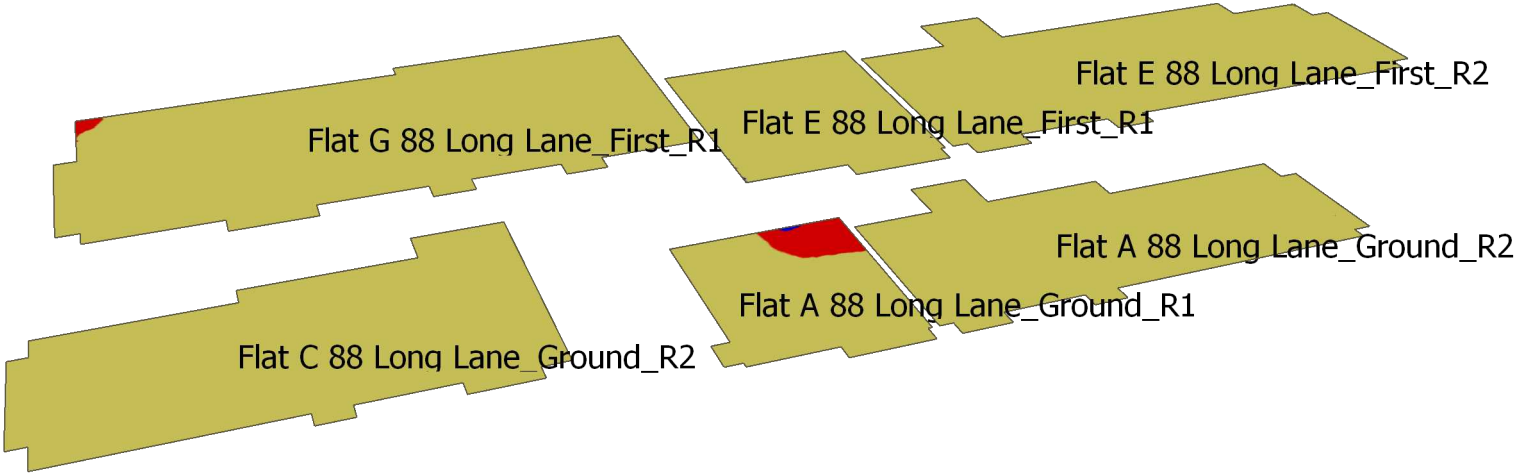 Flat E 88 Long Lane_First_R2
Flat E 88 Long Lane_First_R1
Flat G 88 Long Lane_First_R1
Flat A 88 Long Lane_Ground_R2
Flat A 88 Long Lane_Ground_R1
Flat C 88 Long Lane_Ground_R2